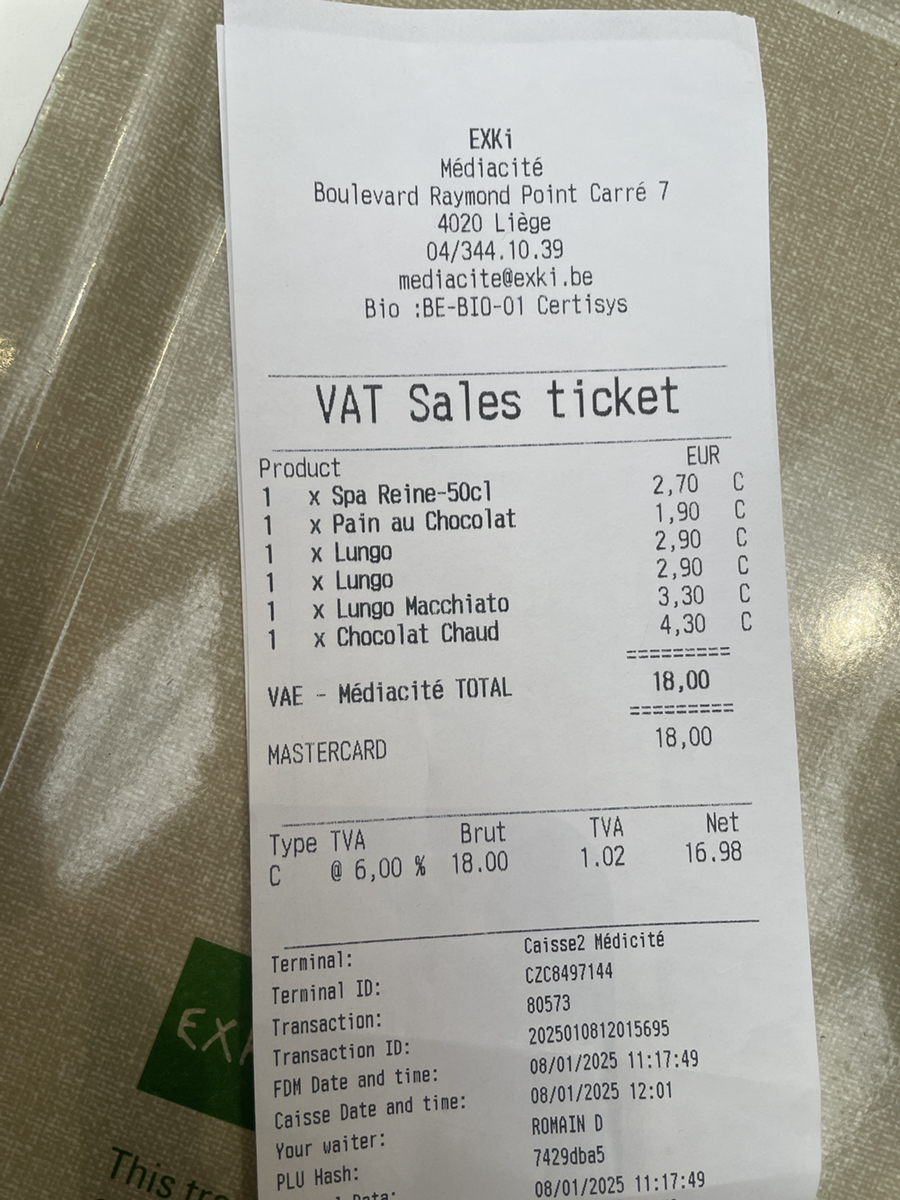 EXKi
Médiacité
Boulevard Raymond Point Carré 7
4020 Liège
04/344.10.39
mediacite@exki.be
Bio :BE-BIO-01 Certisys
VAT Sales ticket
Product EUR
1 x Spa Reine-50cl 2,70 C
1 x Pain au Chocolat 1,90 C
1 x Lungo 2,90 C
1 x Lungo 2,90 C
1 x Lungo Macchiato 3,30 C
1 x Chocolat Chaud 4,30 C
=========
VAE - Médiacité TOTAL 18,00
=========
MASTERCARD 18,00
Type TVA Brut TVA Net
C @ 6,00 % 18.00 1.02 16.98
Terminal: Caisse2 Médicité
Terminal ID: CZC8497144
Transaction: 80573
Transaction ID: 2025010812015695
FDM Date and time: 08/01/2025 11:17:49
Caisse Date and time: 08/01/2025 12:01
Your waiter: ROMAIN D
PLU Hash: 7429dba5
Data: 08/01/2025 11:17:49
EXK
This